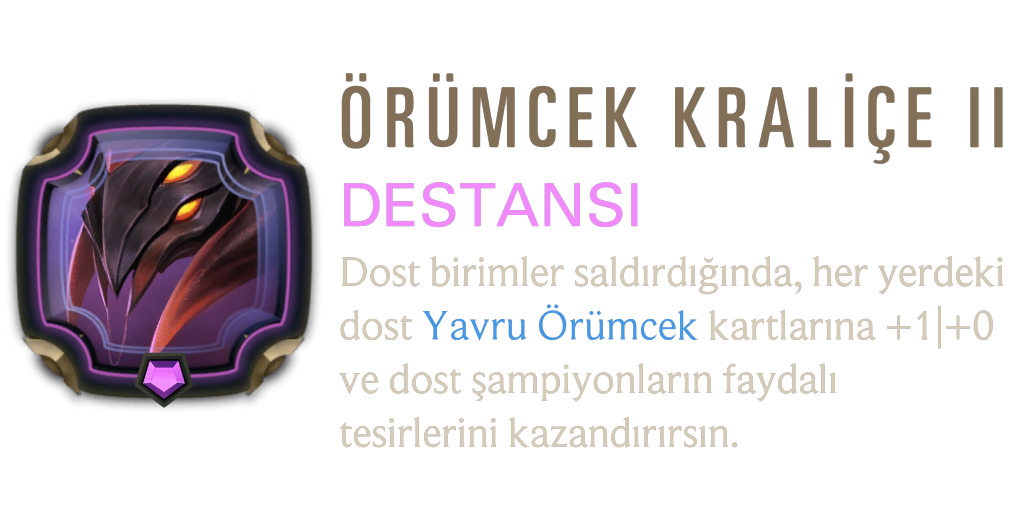 ÖRÜMCEK KRALİÇE II
DESTANSI
Dost birimler saldırdığında, her yerdeki
dost Yavru Örümcek kartlarına +1|+0
ve dost şampiyonların faydalı
tesirlerini kazandırırsın.